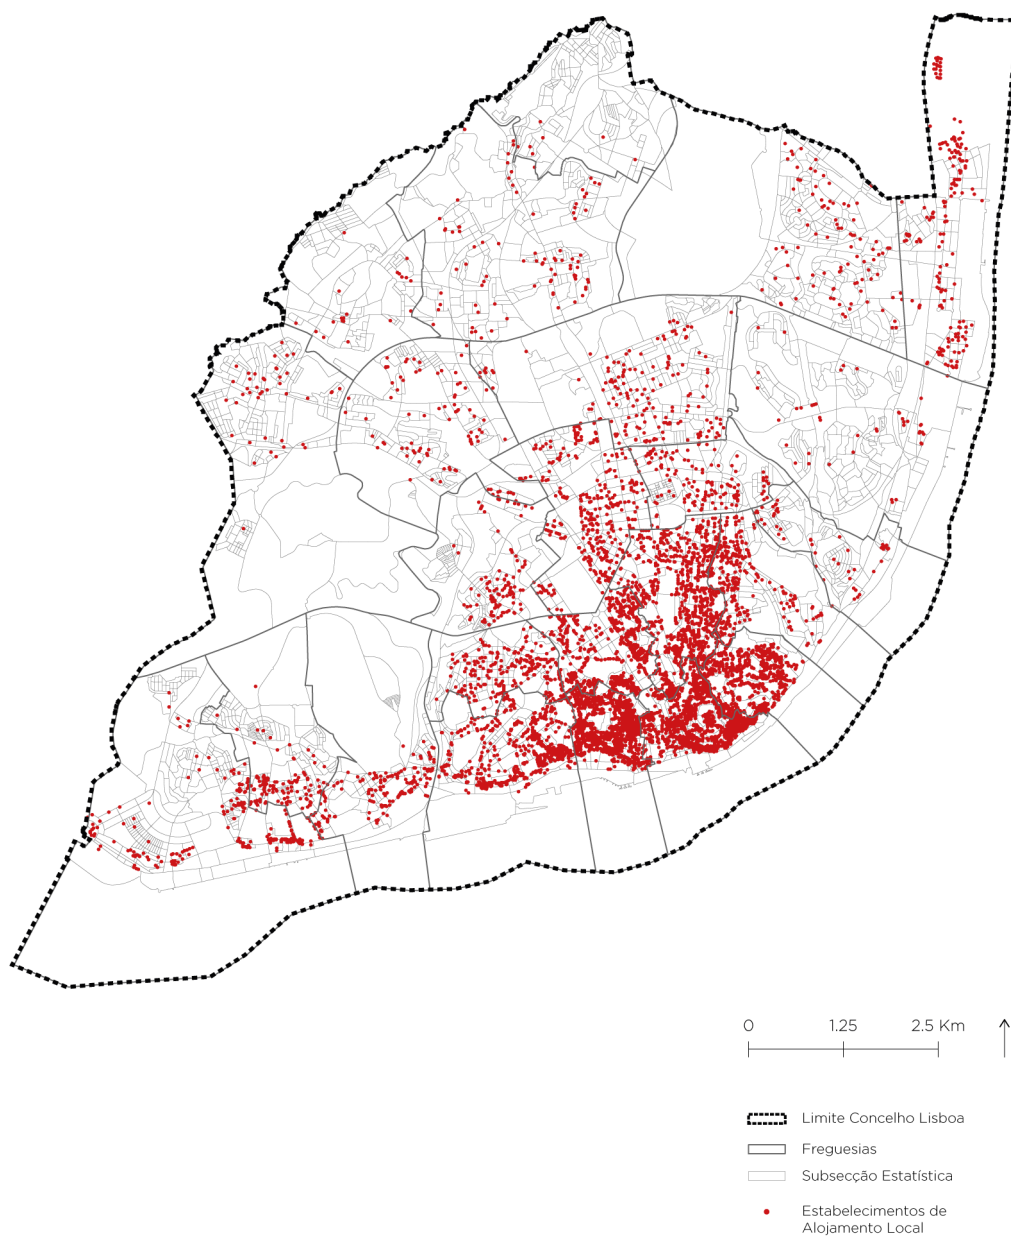 0 1.25 2.5 Km
Limite Concelho Lisboa
Freguesias
Subsecção Estatística
Estabelecimentos de
Alojamento Local